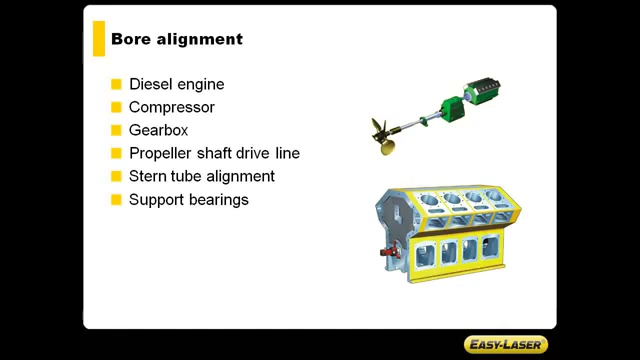 Bore alignment
Diesel engine
Compressor
Gearbox
Propeller shaft drive line
Stern tube alignment
Support bearings
EASY-LASER